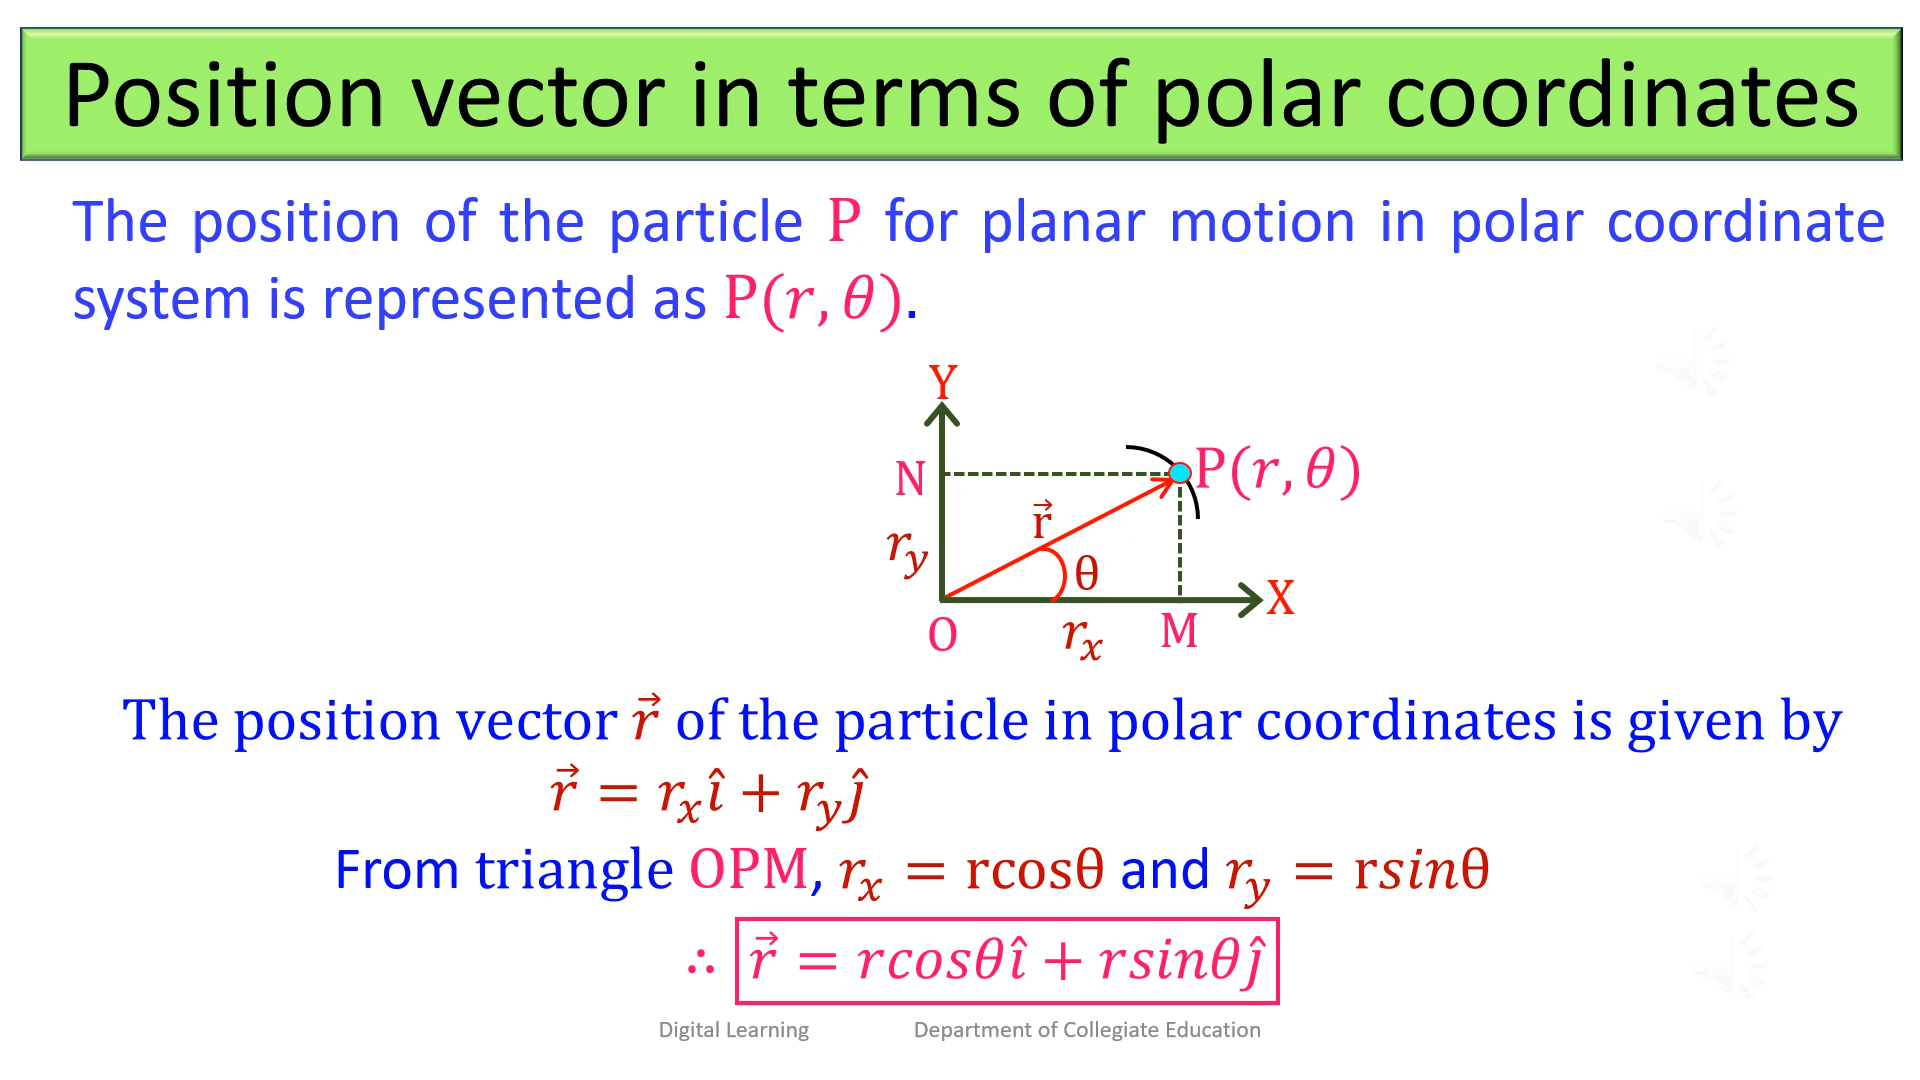 Position vector in terms of polar coordinates
The position of the particle P for planar motion in polar coordinate
system is represented as P(r, θ).
Y
N
P(r, θ)
r⃗
r_y
θ
X
O
r_x
M
The position vector r⃗ of the particle in polar coordinates is given by
r⃗ = r_x î + r_y ĵ
From triangle OPM, r_x = rcosθ and r_y = rsinθ
∴ r⃗ = rcosθ î + rsinθ ĵ
Digital Learning Department of Collegiate Education